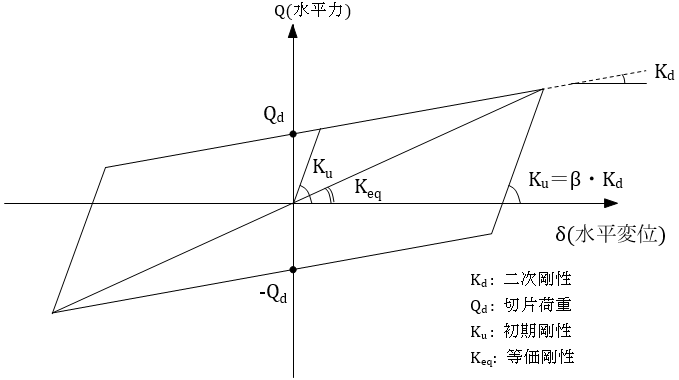 Q(水平力)
Kd
Qd
Ku
Keq
Ku＝β・Kd
δ(水平変位)
-Qd
Kd: 二次剛性
Qd: 切片荷重
Ku: 初期剛性
Keq: 等価剛性